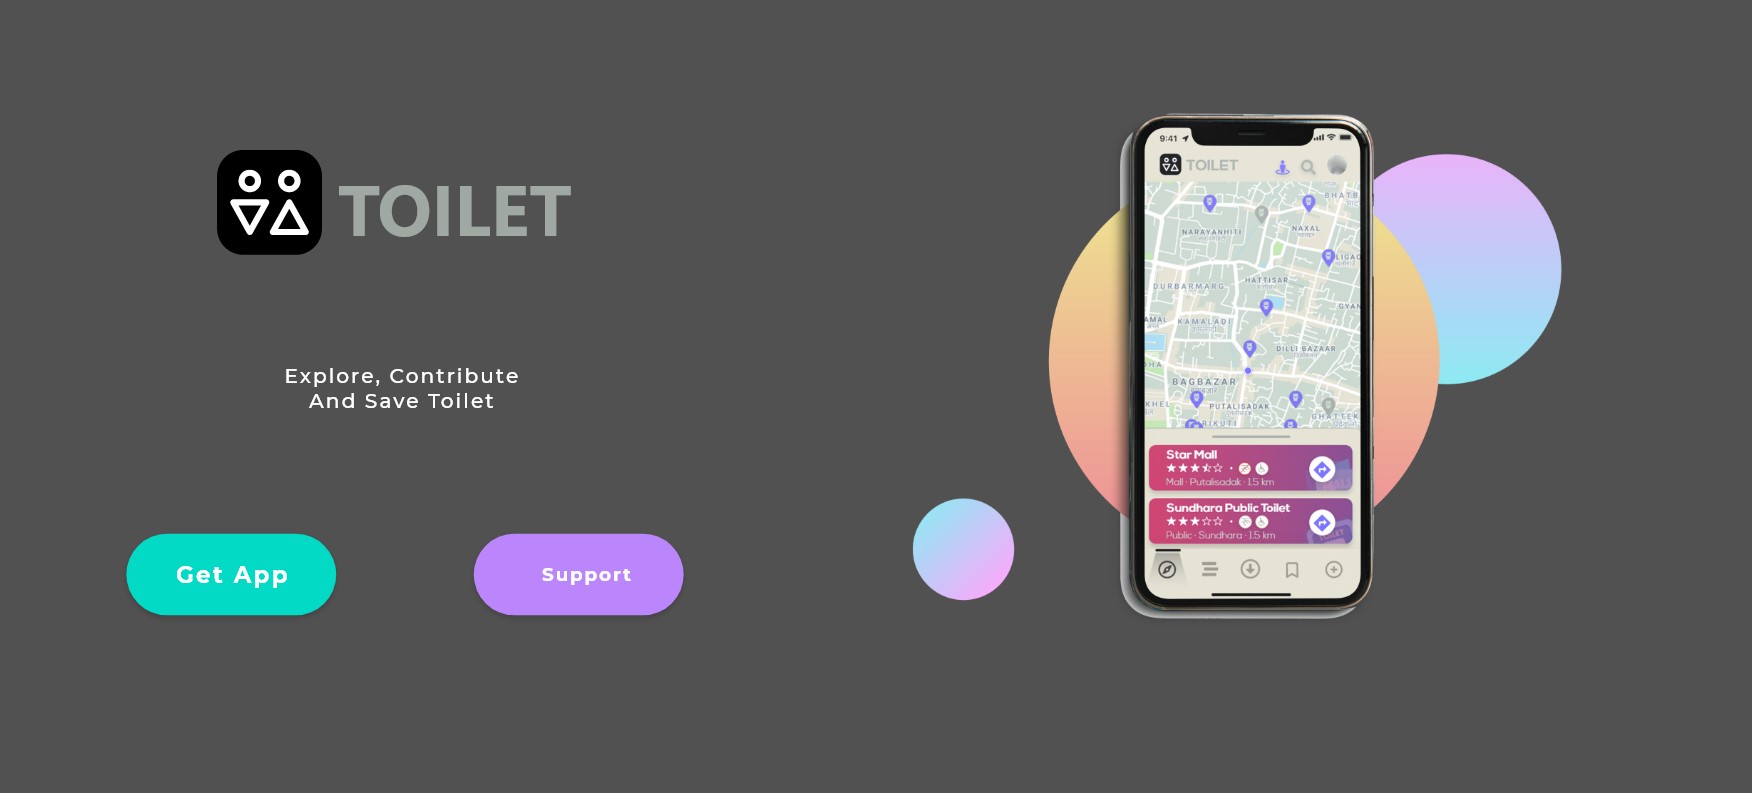 TOILET
Explore, Contribute
And Save Toilet
Get App
Support
9:41
TOILET
BHATB
NARAYANHITI
NAXAL
LIGAD
HATTISAR
DURBARMARG
GYAN
AMAL
KAMALADI
DILLI BAZAAR
DHA
BAGBAZAR
KHEL
PUTALISADAK
GHATTEK
RIKUTI
Star Mall
Mall · Putalisadak · 1.5 km
Sundhara Public Toilet
Public · Sundhara · 1.5 km